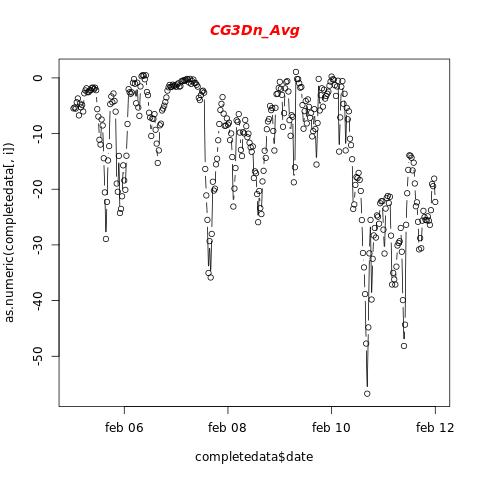 CG3Dn_Avg
as.numeric(completedata[, i])
0
-10
-20
-30
-40
-50
feb 06
feb 08
feb 10
feb 12
completedata$date